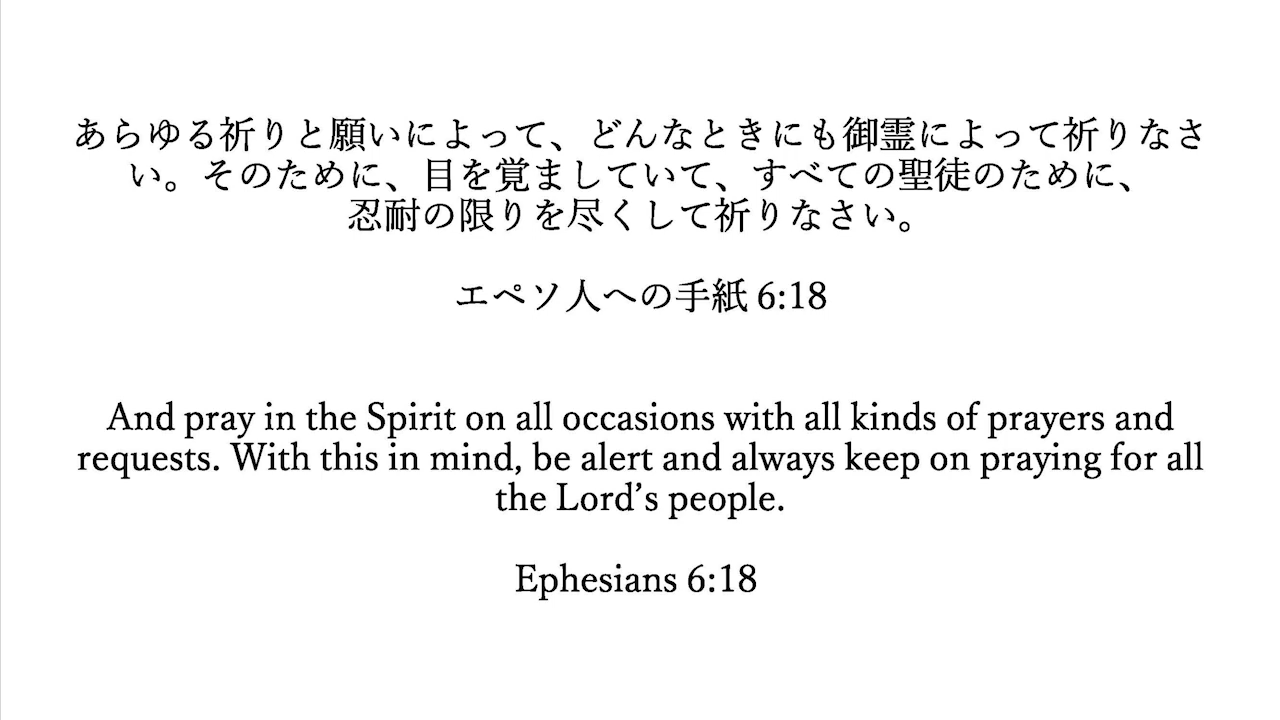 あらゆる祈りと願いによって、どんなときにも御霊によって祈りなさ
い。そのために、目を覚ましていて、すべての聖徒のために、
忍耐の限りを尽くして祈りなさい。
エペソ人への手紙 6:18
And pray in the Spirit on all occasions with all kinds of prayers and
requests. With this in mind, be alert and always keep on praying for all
the Lord’s people.
Ephesians 6:18